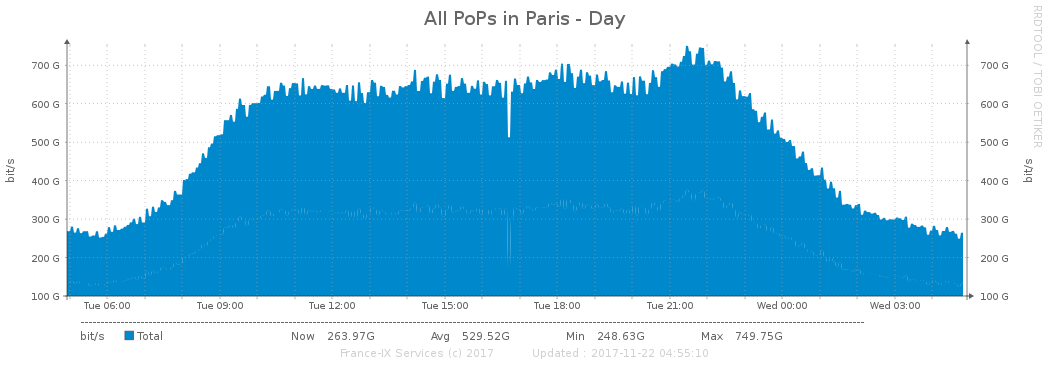 All PoPs in Paris - Day
RRDTOOL / TOBI OETIKER
bit/s
700 G
600 G
500 G
400 G
300 G
200 G
100 G
700 G
600 G
500 G
400 G
300 G
200 G
100 G
bit/s
Tue 06:00 Tue 09:00 Tue 12:00 Tue 15:00 Tue 18:00 Tue 21:00 Wed 00:00 Wed 03:00
bit/s Total Now 263.97G Avg 529.52G Min 248.63G Max 749.75G
France-IX Services (c) 2017 Updated : 2017-11-22 04:55:10